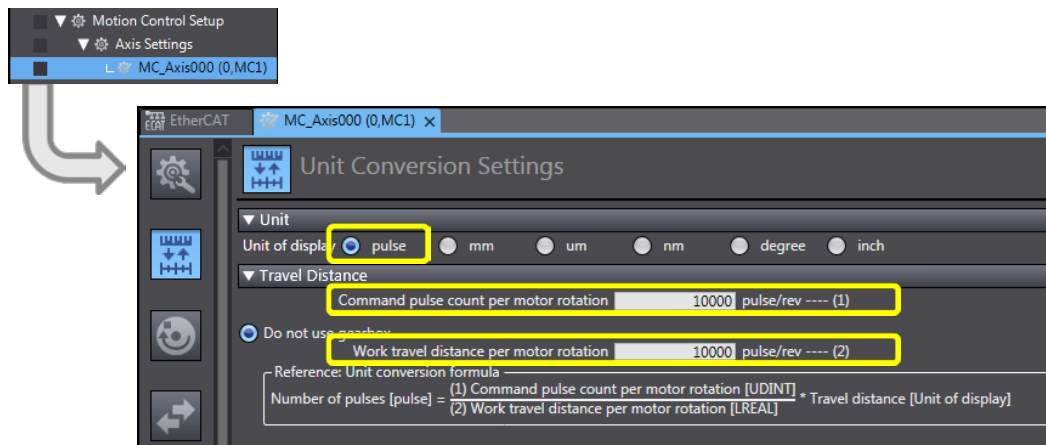 Motion Control Setup
Axis Settings
MC_Axis000 (0,MC1)
EtherCAT MC_Axis000 (0,MC1)
Unit Conversion Settings
Unit
Unit of display pulse mm um nm degree inch
Travel Distance
Command pulse count per motor rotation 10000 pulse/rev ---- (1)
Do not use gearbox
Work travel distance per motor rotation 10000 pulse/rev ---- (2)
Reference: Unit conversion formula
(1) Command pulse count per motor rotation [UDINT]
Number of pulses [pulse] = * Travel distance [Unit of display]
(2) Work travel distance per motor rotation [LREAL]